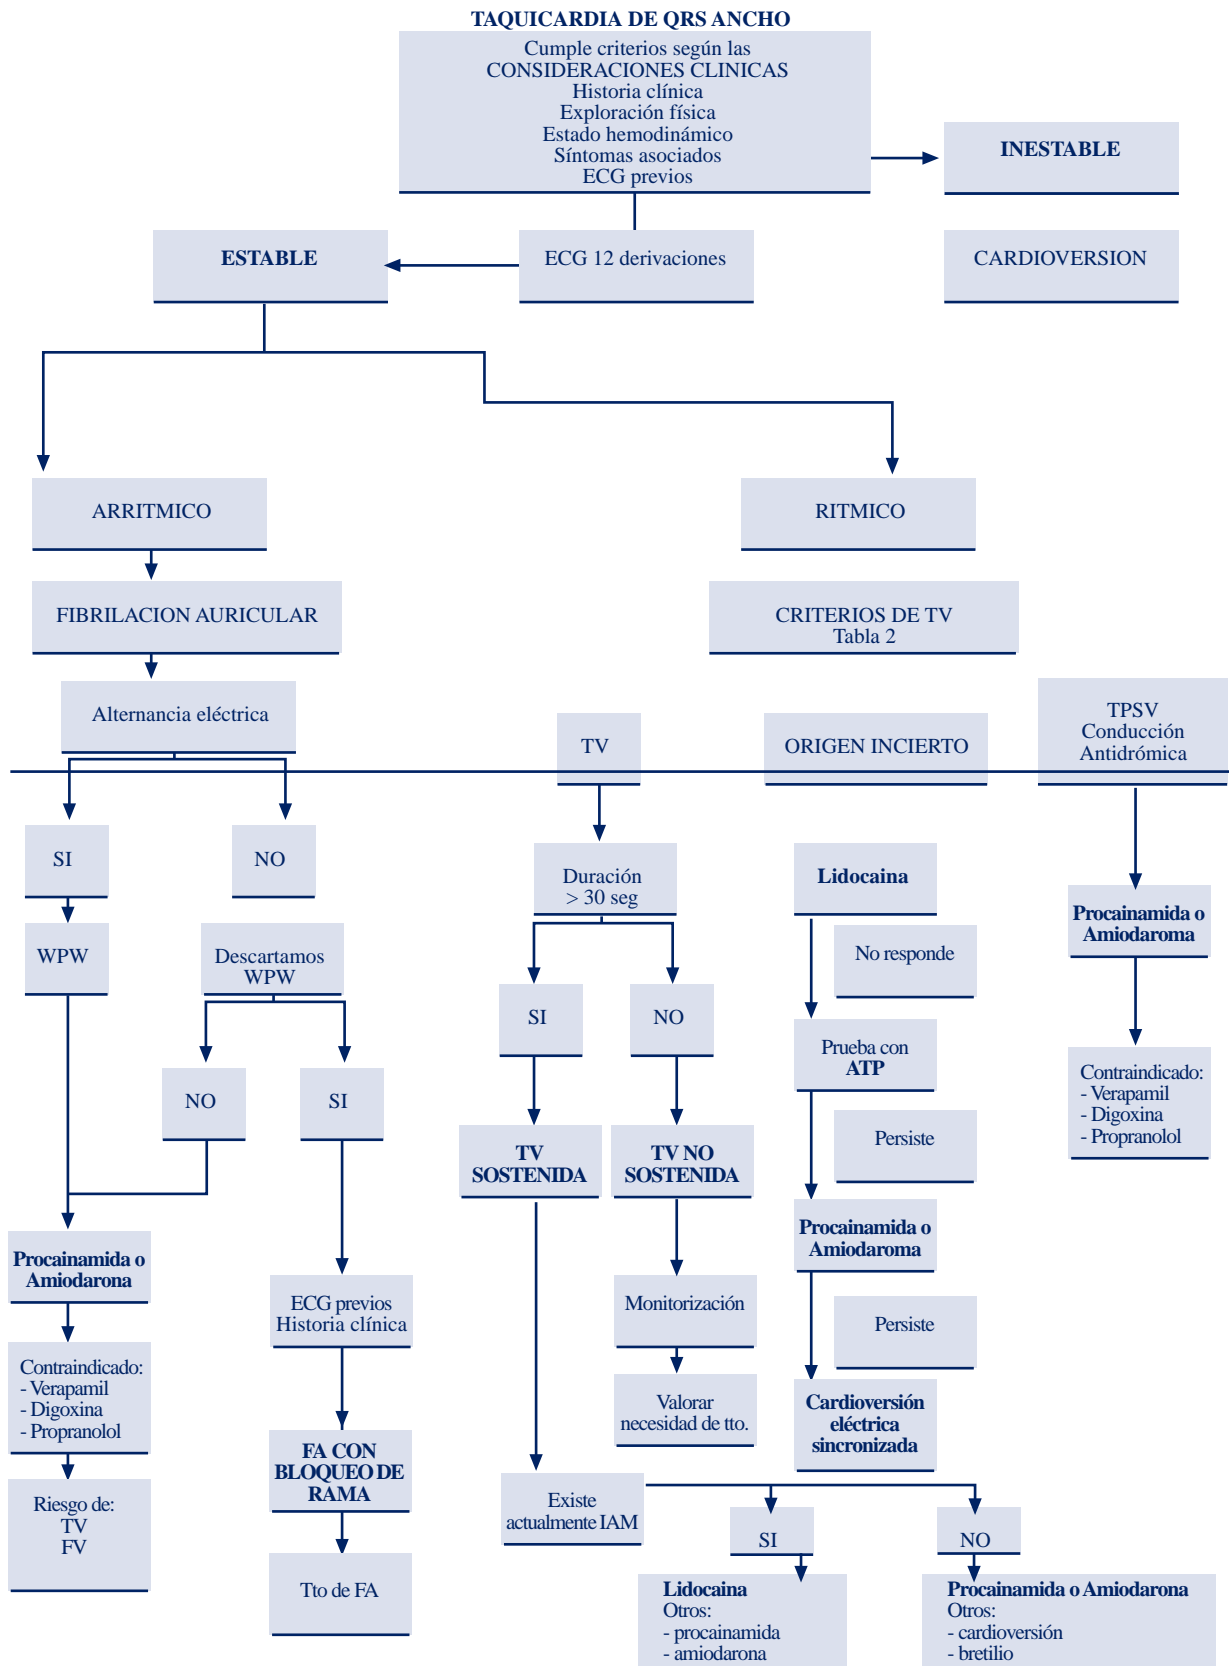 TAQUICARDIA DE QRS ANCHO
Cumple criterios según las
CONSIDERACIONES CLINICAS
Historia clínica
Exploración física
Estado hemodinámico
Síntomas asociados
ECG previos
INESTABLE
ESTABLE
ECG 12 derivaciones
CARDIOVERSION
ARRITMICO
RITMICO
FIBRILACION AURICULAR
CRITERIOS DE TV
Tabla 2
Alternancia eléctrica
TV
ORIGEN INCIERTO
TPSV
Conducción
Antidrómica
SI
NO
Duración
> 30 seg
Lidocaina
Procainamida o
Amiodaroma
WPW
Descartamos
WPW
No responde
SI
NO
Prueba con
ATP
Contraindicado:
- Verapamil
- Digoxina
- Propranolol
NO
SI
TV
SOSTENIDA
TV NO
SOSTENIDA
Persiste
Procainamida o
Amiodarona
Procainamida o
Amiodaroma
ECG previos
Historia clínica
Monitorización
Persiste
Contraindicado:
- Verapamil
- Digoxina
- Propranolol
Valorar
necesidad de tto.
Cardioversión
eléctrica
sincronizada
FA CON
BLOQUEO DE
RAMA
Riesgo de:
TV
FV
Existe
actualmente IAM
SI
NO
Tto de FA
Lidocaina
Otros:
- procainamida
- amiodarona
Procainamida o Amiodarona
Otros:
- cardioversión
- bretilio